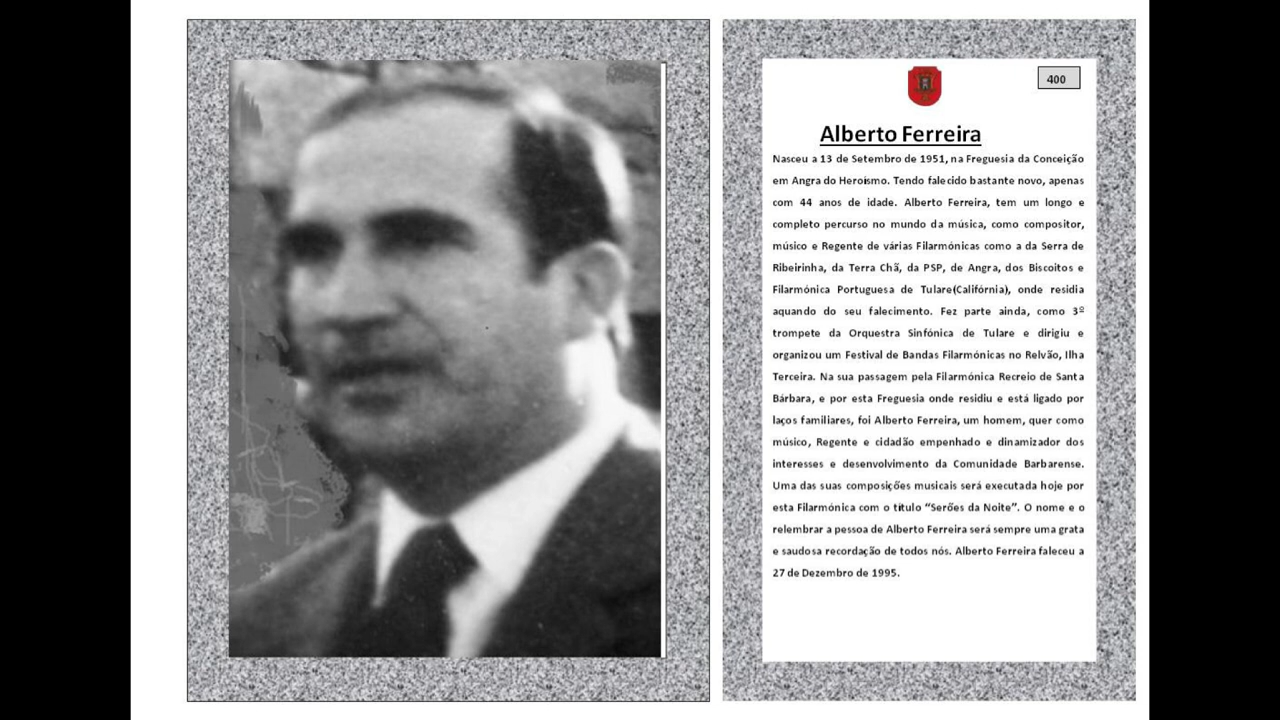 400
Alberto Ferreira
Nasceu a 13 de Setembro de 1951, na Freguesia da Conceição
em Angra do Heroísmo. Tendo falecido bastante novo, apenas
com 44 anos de idade. Alberto Ferreira, tem um longo e
completo percurso no mundo da música, como compositor,
músico e Regente de várias Filarmónicas como a da Serra de
Ribeirinha, da Terra Chã, da PSP, de Angra, dos Biscoitos e
Filarmónica Portuguesa de Tulare(Califórnia), onde residia
aquando do seu falecimento. Fez parte ainda, como 3º
trompete da Orquestra Sinfónica de Tulare e dirigiu e
organizou um Festival de Bandas Filarmónicas no Relvão, Ilha
Terceira. Na sua passagem pela Filarmónica Recreio de Santa
Bárbara, e por esta Freguesia onde residiu e está ligado por
laços familiares, foi Alberto Ferreira, um homem, quer como
músico, Regente e cidadão empenhado e dinamizador dos
interesses e desenvolvimento da Comunidade Barbarense.
Uma das suas composições musicais será executada hoje por
esta Filarmónica com o título “Serões da Noite”. O nome e o
relembrar a pessoa de Alberto Ferreira será sempre uma grata
e saudosa recordação de todos nós. Alberto Ferreira faleceu a
27 de Dezembro de 1995.